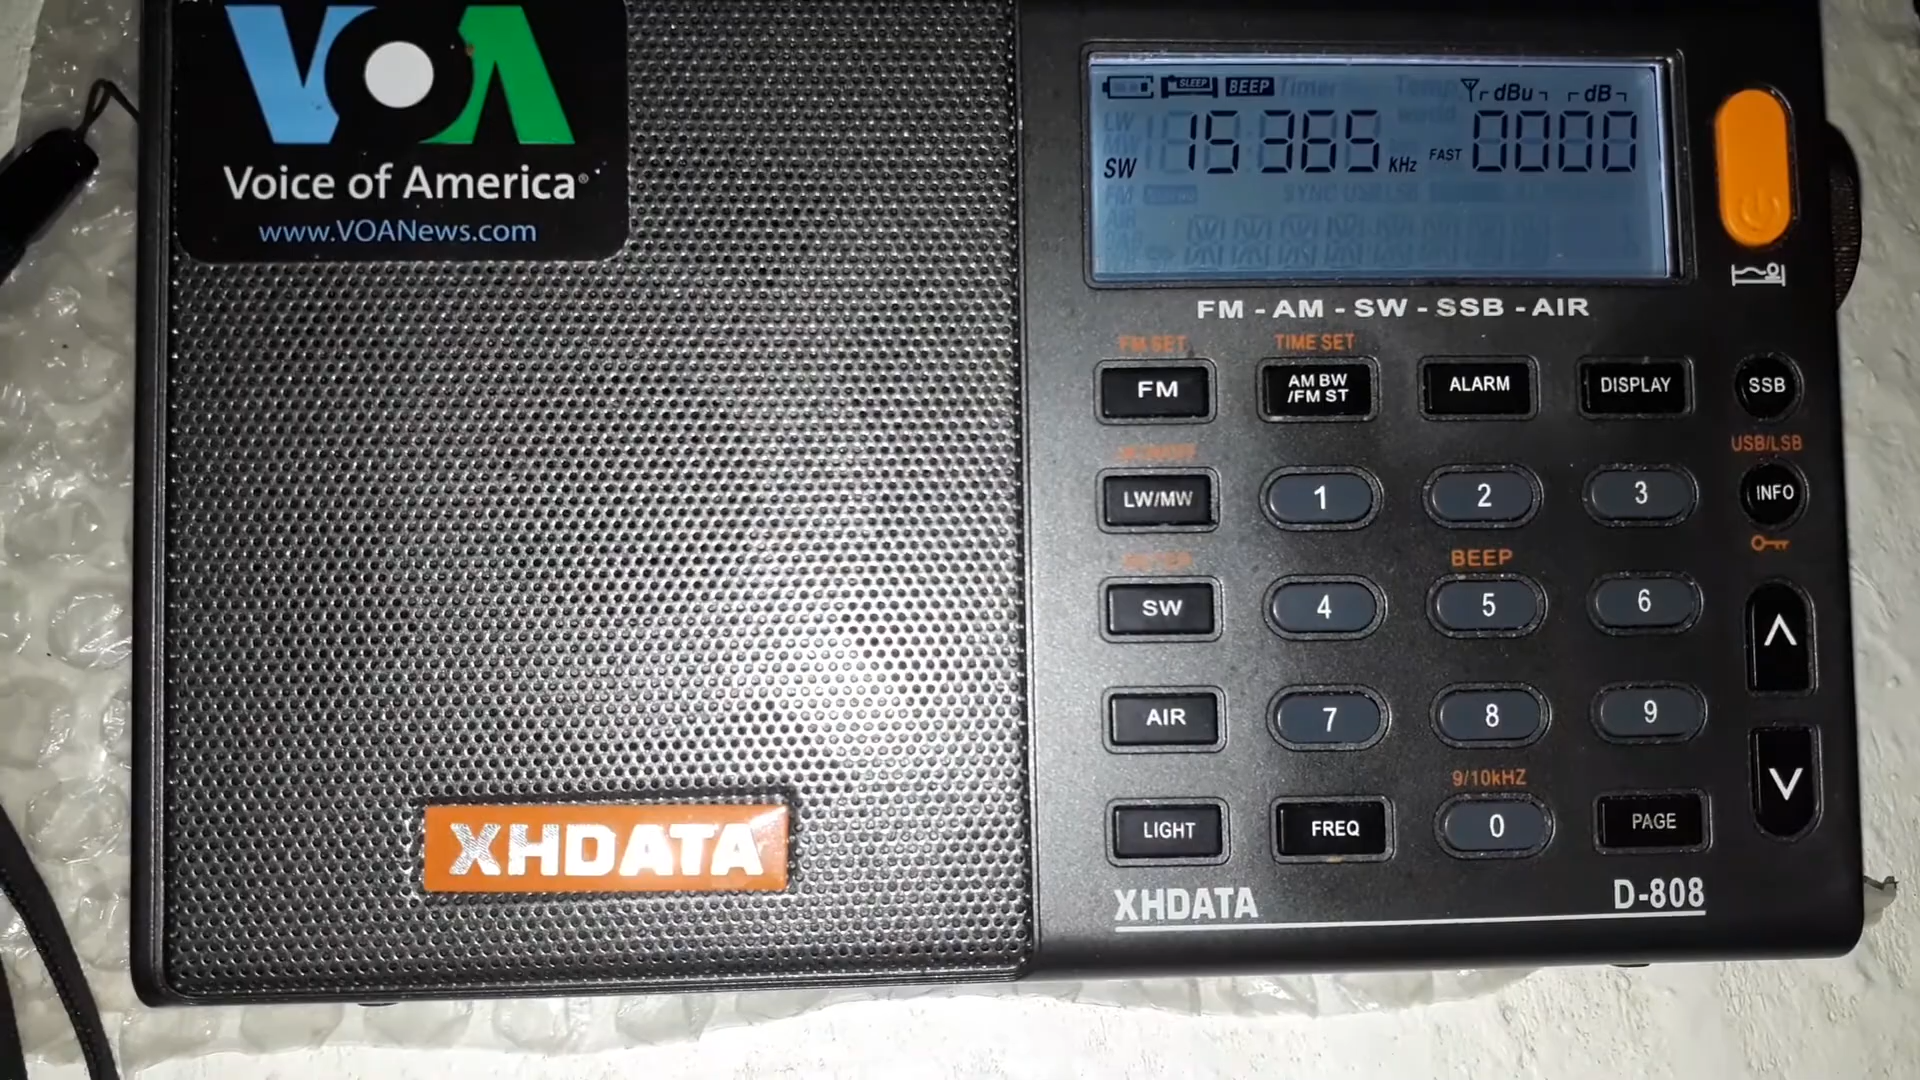 VOA
Voice of America®
www.VOANews.com
SLEEP BEEP dBu dB
SW 15365 kHz FAST 0000
FM - AM - SW - SSB - AIR
FM SET TIME SET
FM AM BW /FM ST ALARM DISPLAY SSB
USB/LSB
LW/MW 1 2 3 INFO
BEEP
SW 4 5 6
AIR 7 8 9
9/10kHZ
LIGHT FREQ 0 PAGE
XHDATA
XHDATA D-808